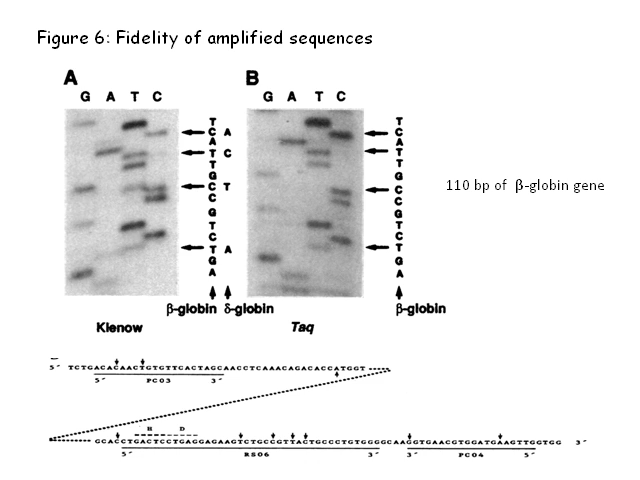 Figure 6: Fidelity of amplified sequences
A
B
G A T C
G A T C
T
C A
A
T C
T
G
C T
C
G
T
C
T A
G
A
T
C
A
T
T
G
C
C
G
T
C
T
G
A
110 bp of β-globin gene
β-globin δ-globin
β-globin
Klenow
Taq
5' TCTGACACAACTGTGTTCACTAGCAACCTCAAACAGACACCATGGT
5' PC03 3'
H D
GCACCTGACTCCTGAGGAGAAGTCTGCCGTTACTGCCCTGTGGGGCAAGGTGAACGTGGATGAAGTTGGTGG 3'
5' RS06 3' 3' PC04 5'